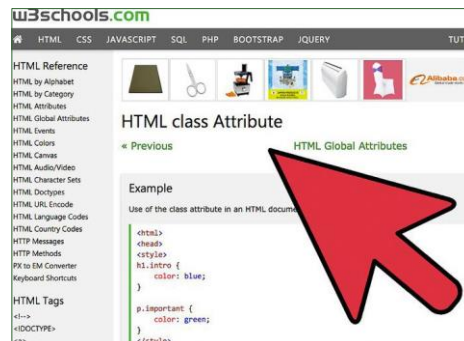 w3schools.com
HTML CSS JAVASCRIPT SQL PHP BOOTSTRAP JQUERY TUT
HTML Reference
HTML by Alphabet
HTML by Category
HTML Attributes
HTML Global Attributes
HTML Events
HTML Colors
HTML Canvas
HTML Audio/Video
HTML Character Sets
HTML Doctypes
HTML URL Encode
HTML Language Codes
HTML Country Codes
HTTP Messages
HTTP Methods
PX to EM Converter
Keyboard Shortcuts
HTML Tags
<!-->
<!DOCTYPE>
<a>
Alibaba.c
HTML class Attribute
« Previous
HTML Global Attributes
Example
Use of the class attribute in an HTML docume
<html>
<head>
<style>
h1.intro {
color: blue;
}
p.important {
color: green;
}
</style>